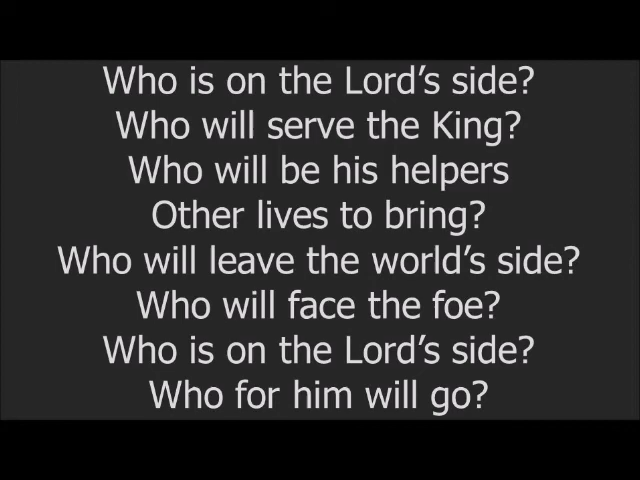 Who is on the Lord’s side?
Who will serve the King?
Who will be his helpers
Other lives to bring?
Who will leave the world’s side?
Who will face the foe?
Who is on the Lord’s side?
Who for him will go?